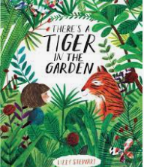 THERE'S A
TIGER
IN THE
GARDEN
LIZZY STEWART